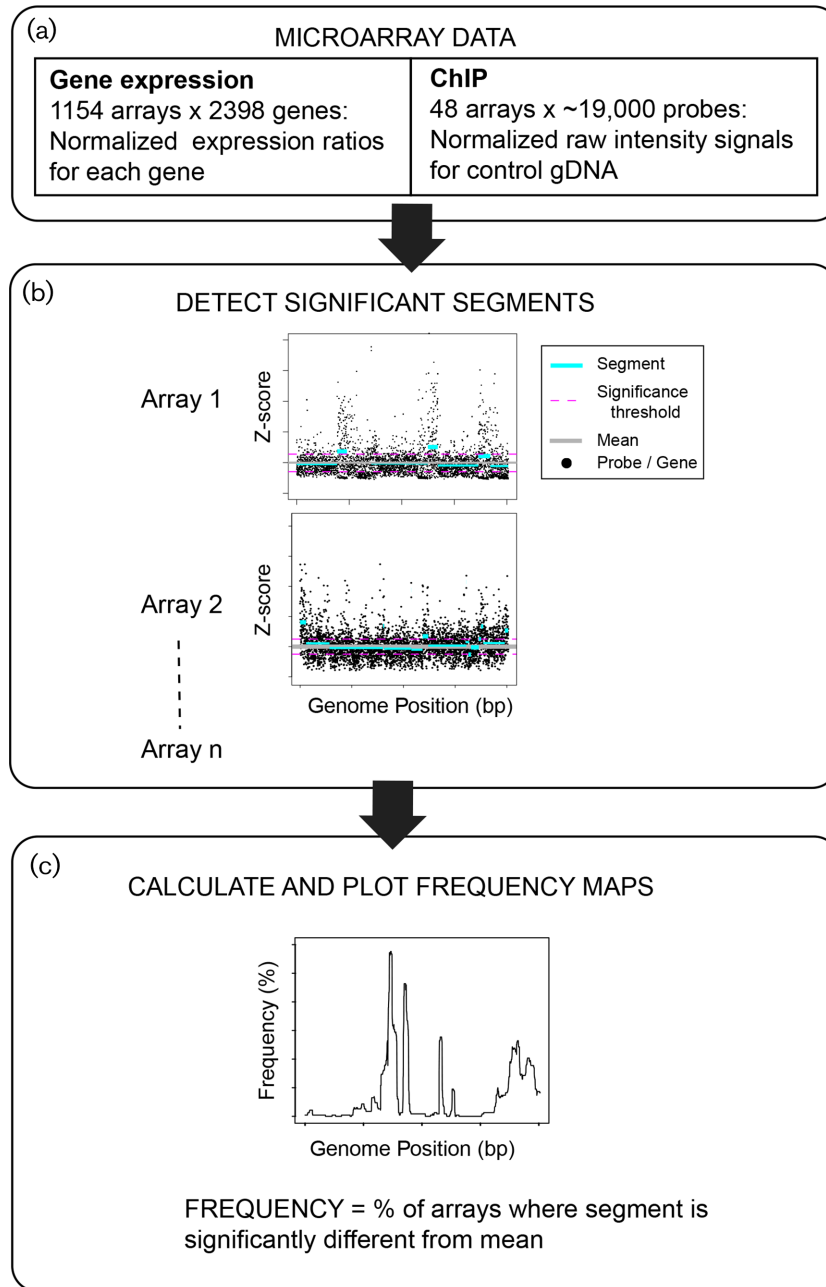 (a)
MICROARRAY DATA
Gene expression
1154 arrays x 2398 genes:
Normalized expression ratios
for each gene
ChIP
48 arrays x ~19,000 probes:
Normalized raw intensity signals
for control gDNA
(b)
DETECT SIGNIFICANT SEGMENTS
Array 1
Z-score
Segment
Significance
threshold
Mean
Probe / Gene
Array 2
Z-score
Genome Position (bp)
Array n
(c)
CALCULATE AND PLOT FREQUENCY MAPS
Frequency (%)
Genome Position (bp)
FREQUENCY = % of arrays where segment is
significantly different from mean